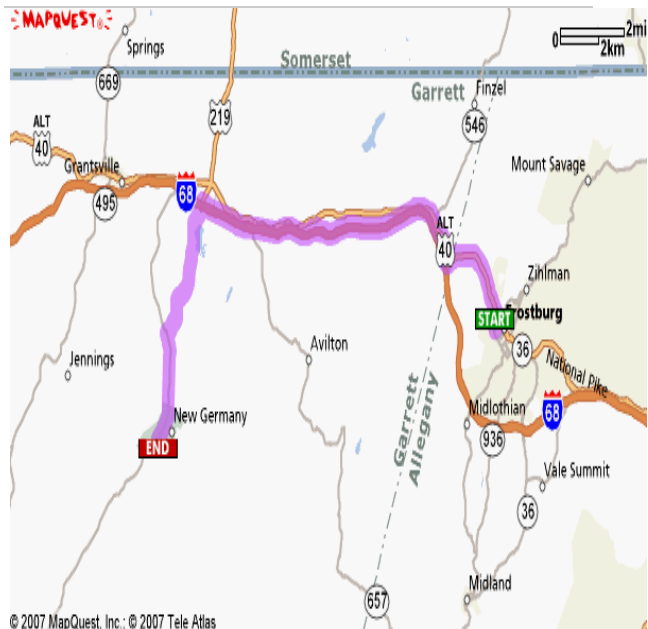 MAPQUEST
0 2mi
2km
Springs
Somerset
669
Garrett
Finzel
ALT
40
219
546
Grantsville
Mount Savage
68
495
ALT
40
Zihlman
START
Frostburg
36
Avilton
National Pike
Jennings
New Germany
END
Midlothian
68
Garrett
Allegany
936
Vale Summit
36
657
Midland
© 2007 MapQuest, Inc.; © 2007 Tele Atlas